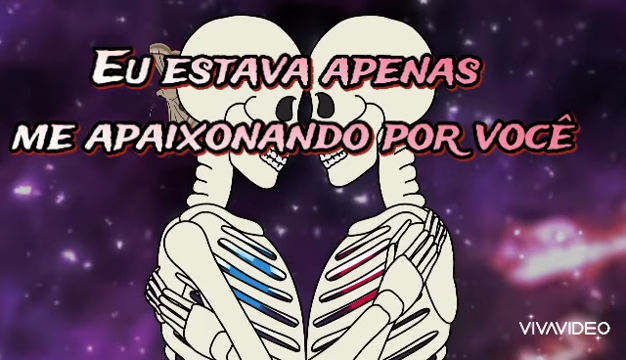 EU ESTAVA APENAS
ME APAIXONANDO POR VOCÊ
VIVAVIDEO